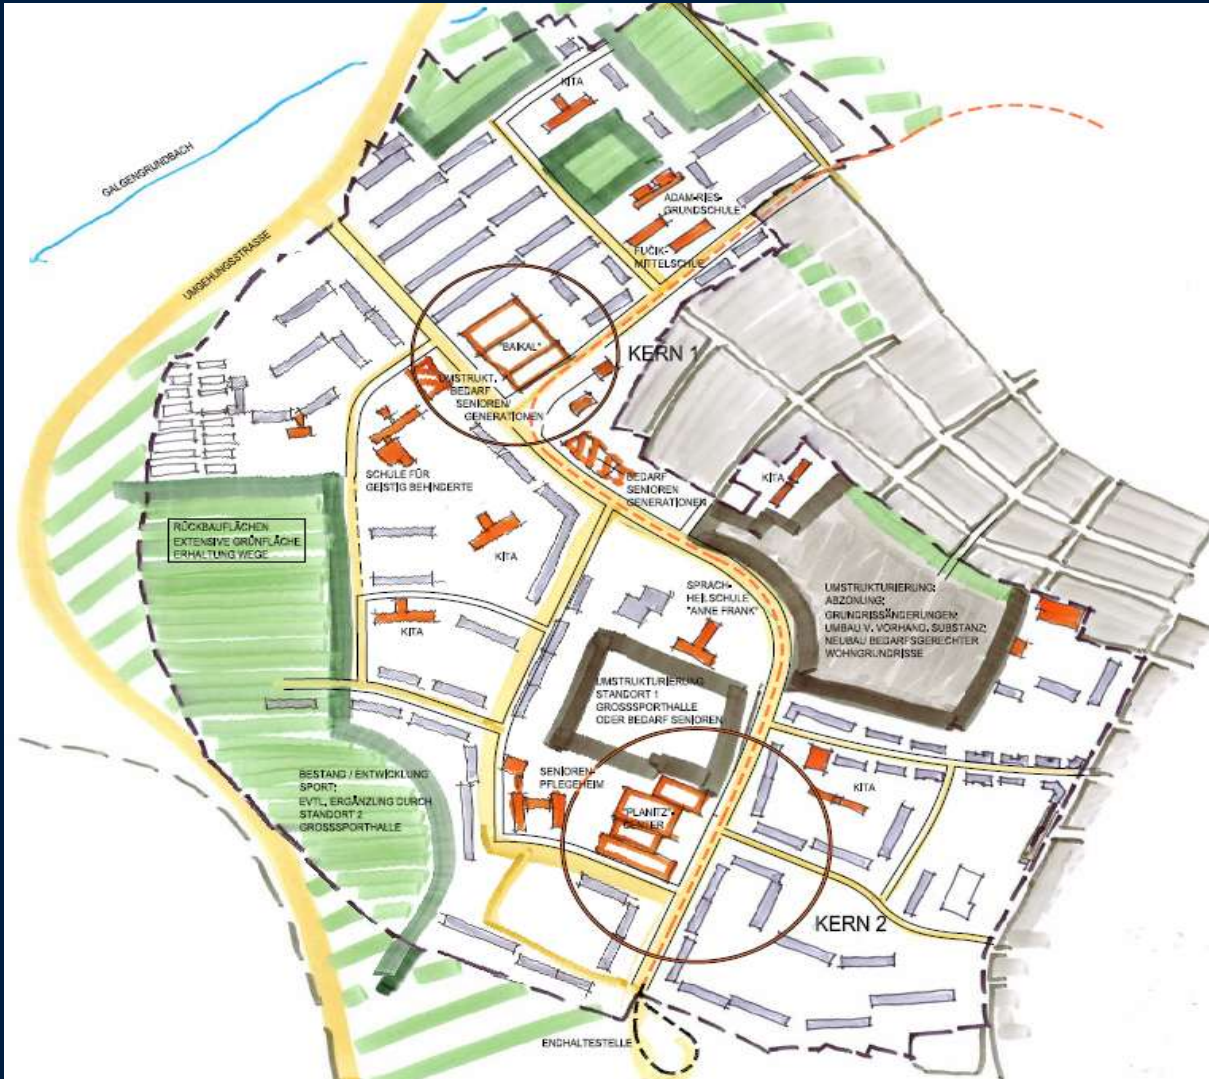 KITA
GALGENGRUNDBACH
ADAM-RIES-
GRUNDSCHULE
FUCIK-
MITTELSCHULE
UMGEHUNGSSTRASSE
"BAIKAL"
KERN 1
UMSTRUKT.
BEDARF
SENIOREN/
GENERATIONEN
SCHULE FÜR
GEISTIG BEHINDERTE
BEDARF
SENIOREN
GENERATIONEN
KITA
RÜCKBAUFLÄCHEN
EXTENSIVE GRÜNFLÄCHE
ERHALTUNG WEGE
KITA
SPRACH-
HEILSCHULE
"ANNE FRANK"
UMSTRUKTURIERUNG:
ABZONUNG;
GRUNDRISSÄNDERUNGEN;
UMBAU V. VORHAND. SUBSTANZ;
NEUBAU BEDARFSGERECHTER
WOHNGRUNDRISSE
KITA
UMSTRUKTURIERUNG
STANDORT 1
GROSSSPORTHALLE
ODER BEDARF SENIOREN
BESTAND / ENTWICKLUNG
SPORT;
EVTL. ERGÄNZUNG DURCH
STANDORT 2
GROSSSPORTHALLE
SENIOREN-
PFLEGEHEIM
"PLANITZ"-
CENTER
KITA
KERN 2
ENDHALTESTELLE